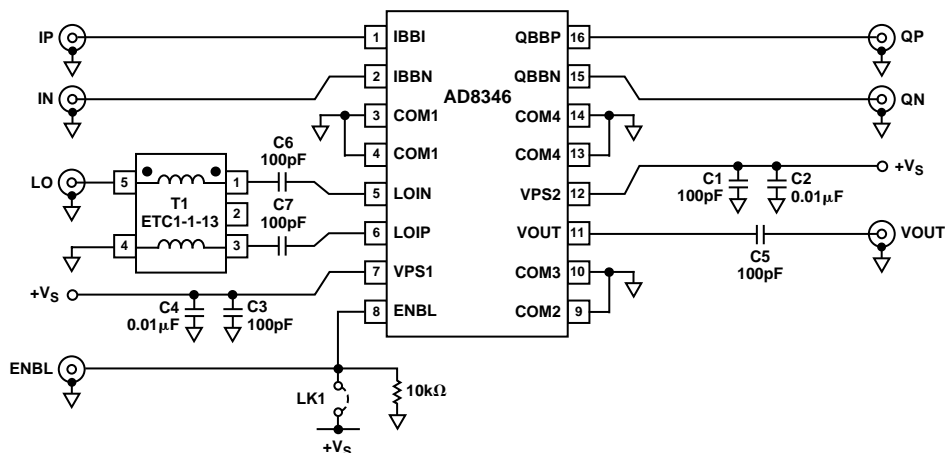 IP
IN
LO
5
4
T1
ETC1-1-13
1
2
3
C6
100pF
C7
100pF
+VS
C4
0.01μF
C3
100pF
ENBL
LK1
+VS
10kΩ
AD8346
1 IBBI
2 IBBN
3 COM1
4 COM1
5 LOIN
6 LOIP
7 VPS1
8 ENBL
QBBP 16
QBBN 15
COM4 14
COM4 13
VPS2 12
VOUT 11
COM3 10
COM2 9
QP
QN
C1
100pF
C2
0.01μF
+VS
C5
100pF
VOUT